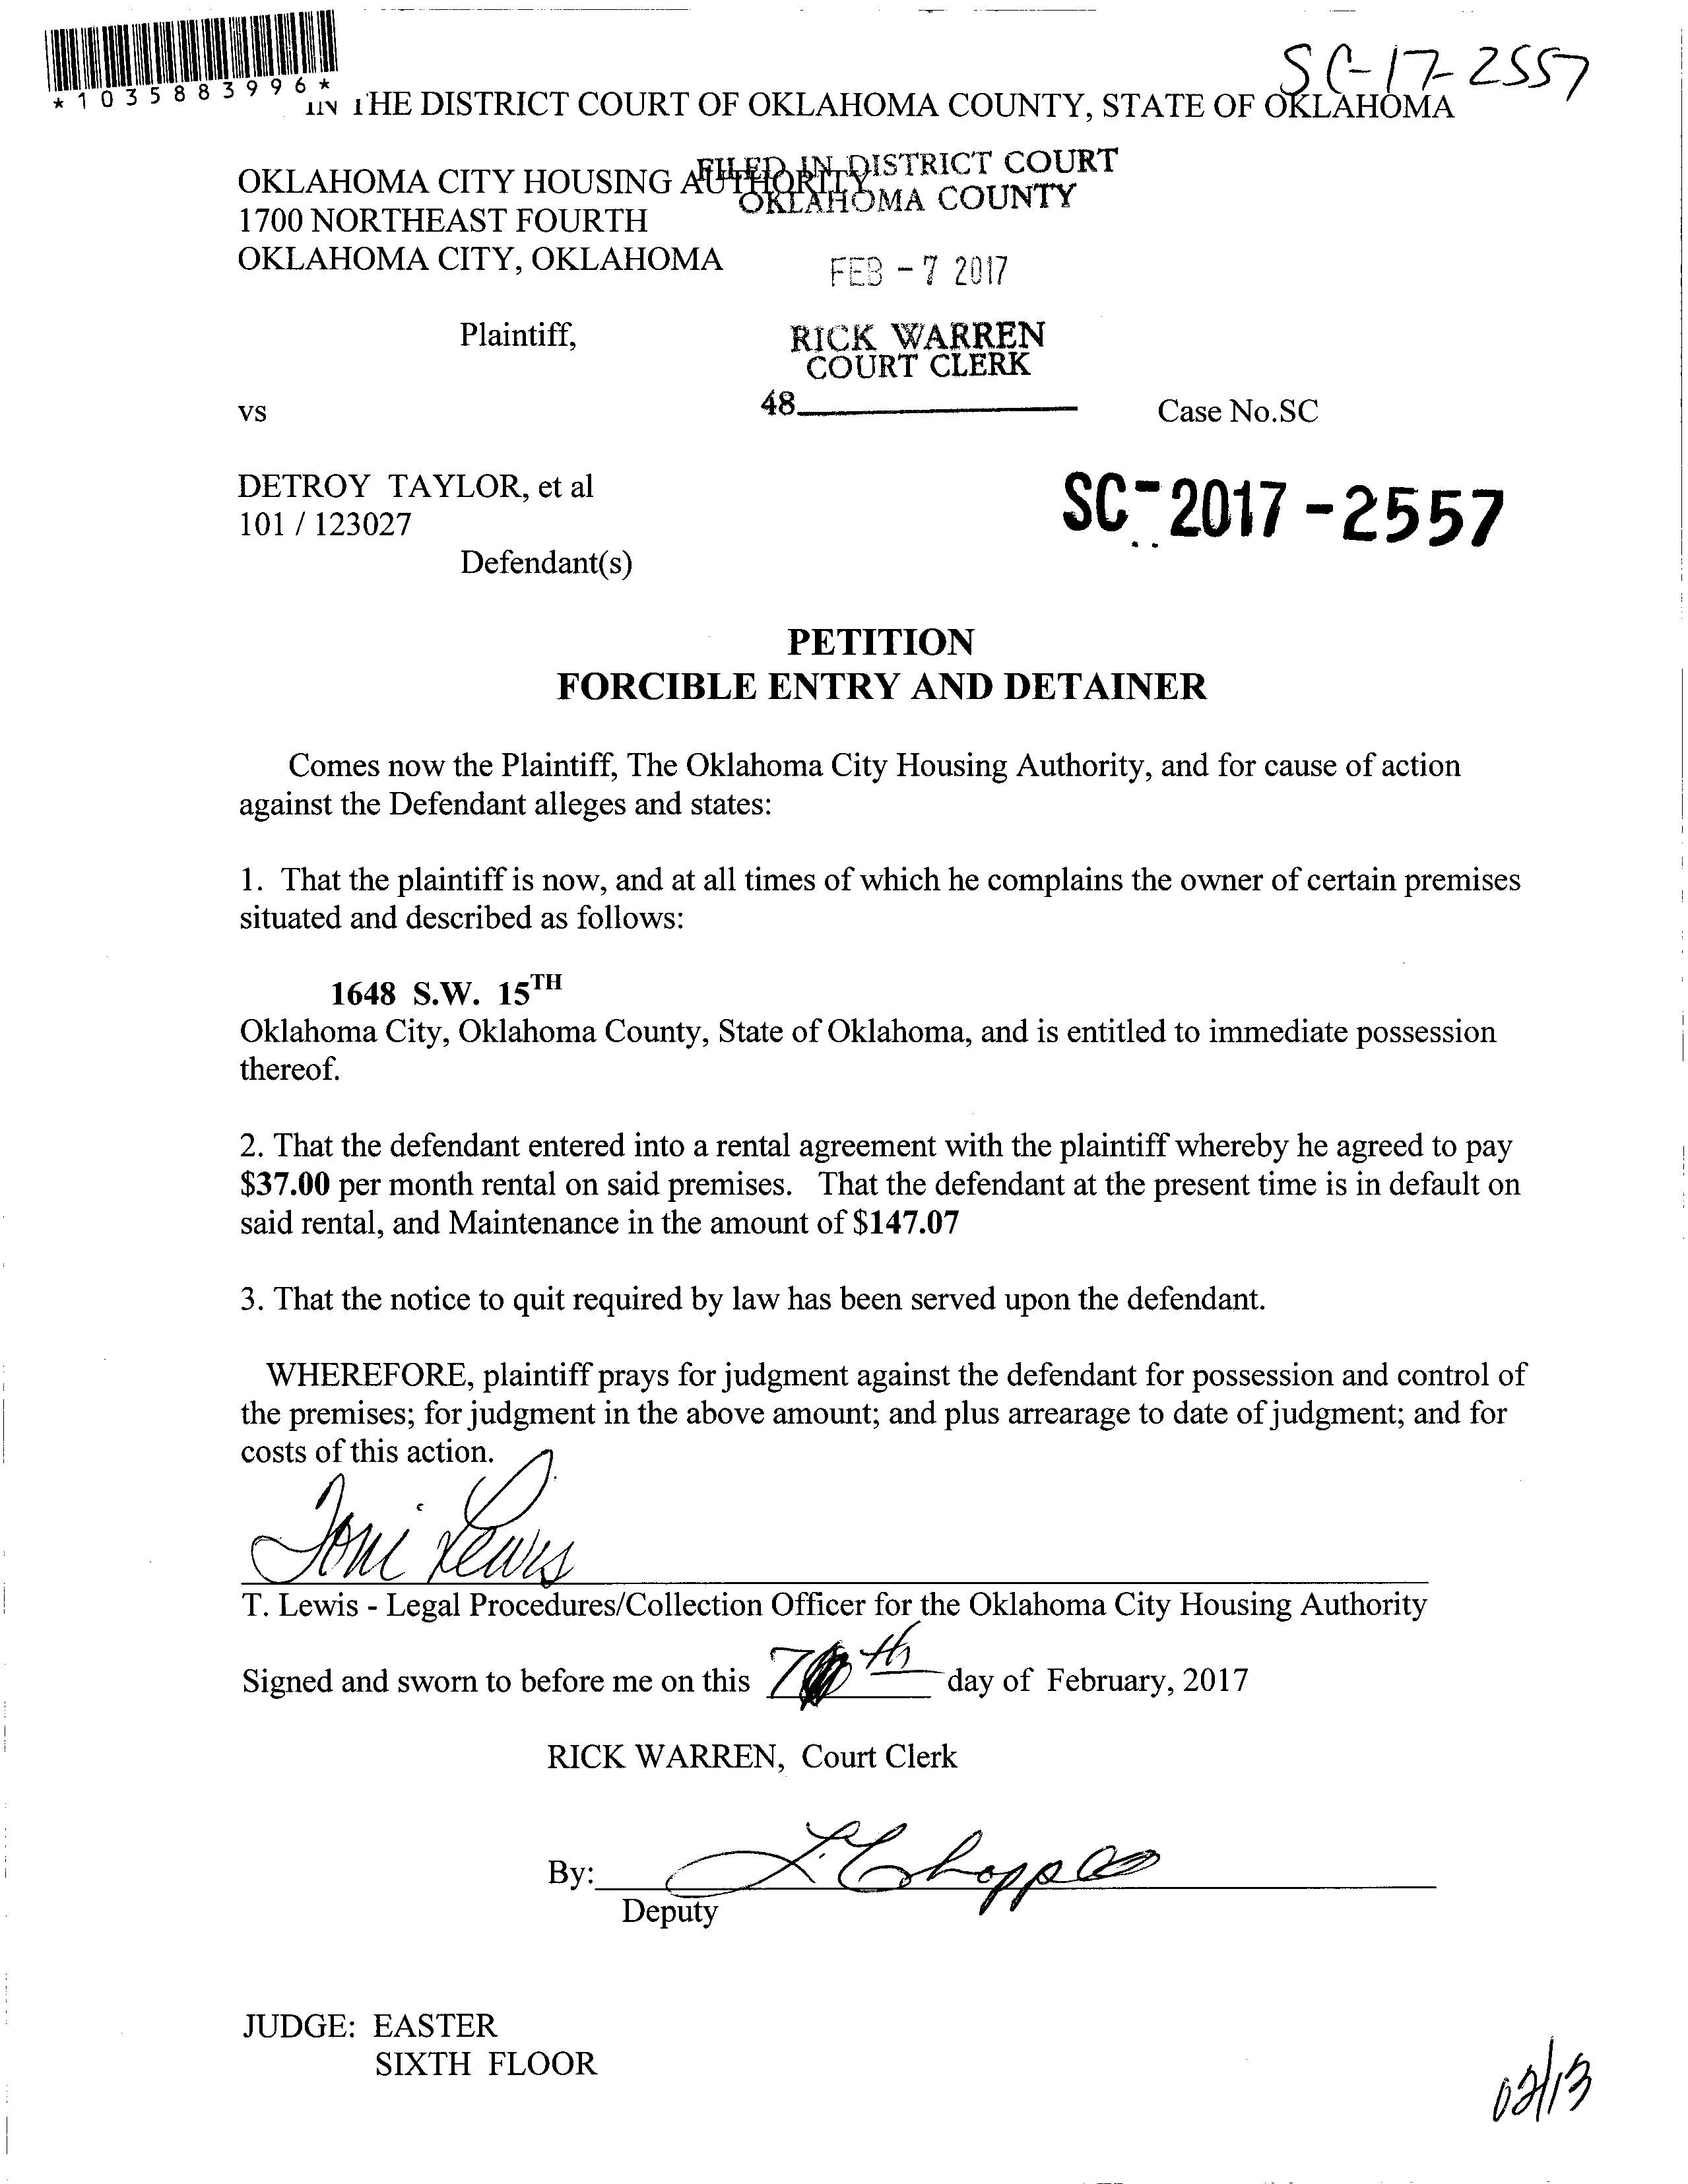 SC-17-2557
*1035883996*
IN THE DISTRICT COURT OF OKLAHOMA COUNTY, STATE OF OKLAHOMA
FILED IN DISTRICT COURT
OKLAHOMA COUNTY
OKLAHOMA CITY HOUSING AUTHORITY
1700 NORTHEAST FOURTH
OKLAHOMA CITY, OKLAHOMA
FEB - 7 2017
Plaintiff,
RICK WARREN
COURT CLERK
vs
48
Case No.SC
DETROY TAYLOR, et al
SC-2017-2557
101 / 123027
Defendant(s)
PETITION
FORCIBLE ENTRY AND DETAINER
Comes now the Plaintiff, The Oklahoma City Housing Authority, and for cause of action
against the Defendant alleges and states:
1. That the plaintiff is now, and at all times of which he complains the owner of certain premises
situated and described as follows:
1648 S.W. 15TH
Oklahoma City, Oklahoma County, State of Oklahoma, and is entitled to immediate possession
thereof.
2. That the defendant entered into a rental agreement with the plaintiff whereby he agreed to pay
$37.00 per month rental on said premises. That the defendant at the present time is in default on
said rental, and Maintenance in the amount of $147.07
3. That the notice to quit required by law has been served upon the defendant.
WHEREFORE, plaintiff prays for judgment against the defendant for possession and control of
the premises; for judgment in the above amount; and plus arrearage to date of judgment; and for
costs of this action.
Toni Lewis
T. Lewis - Legal Procedures/Collection Officer for the Oklahoma City Housing Authority
Signed and sworn to before me on this 7th day of February, 2017
RICK WARREN, Court Clerk
By:
Deputy
JUDGE: EASTER
SIXTH FLOOR
02/13